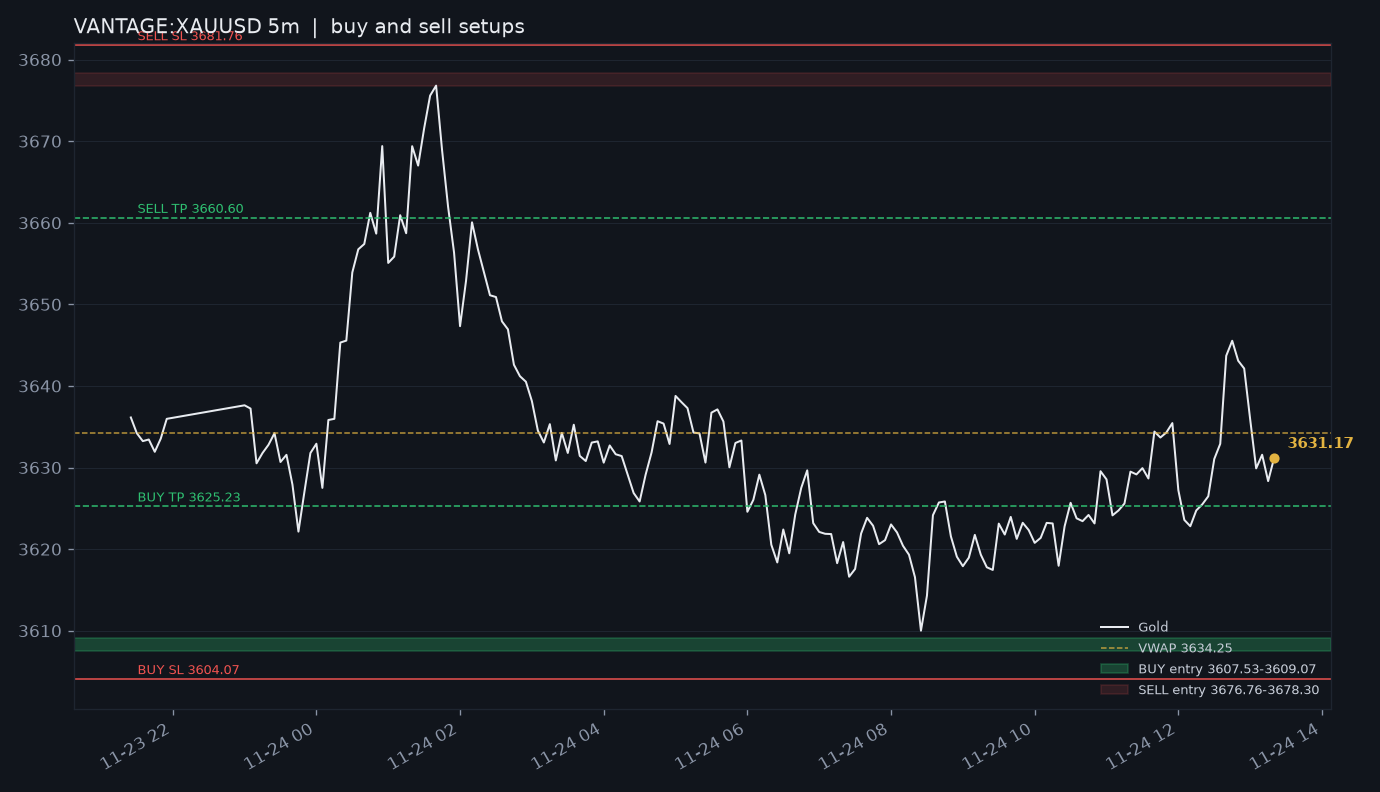 VANTAGE:XAUUSD 5m | buy and sell setups
SELL SL 3681.76
3680
3670
SELL TP 3660.60
3660
3650
3640
3631.17
3630
BUY TP 3625.23
3620
3610
BUY SL 3604.07
Gold
VWAP 3634.25
BUY entry 3607.53-3609.07
SELL entry 3676.76-3678.30
11-23 22
11-24 00
11-24 02
11-24 04
11-24 06
11-24 08
11-24 10
11-24 12
11-24 14